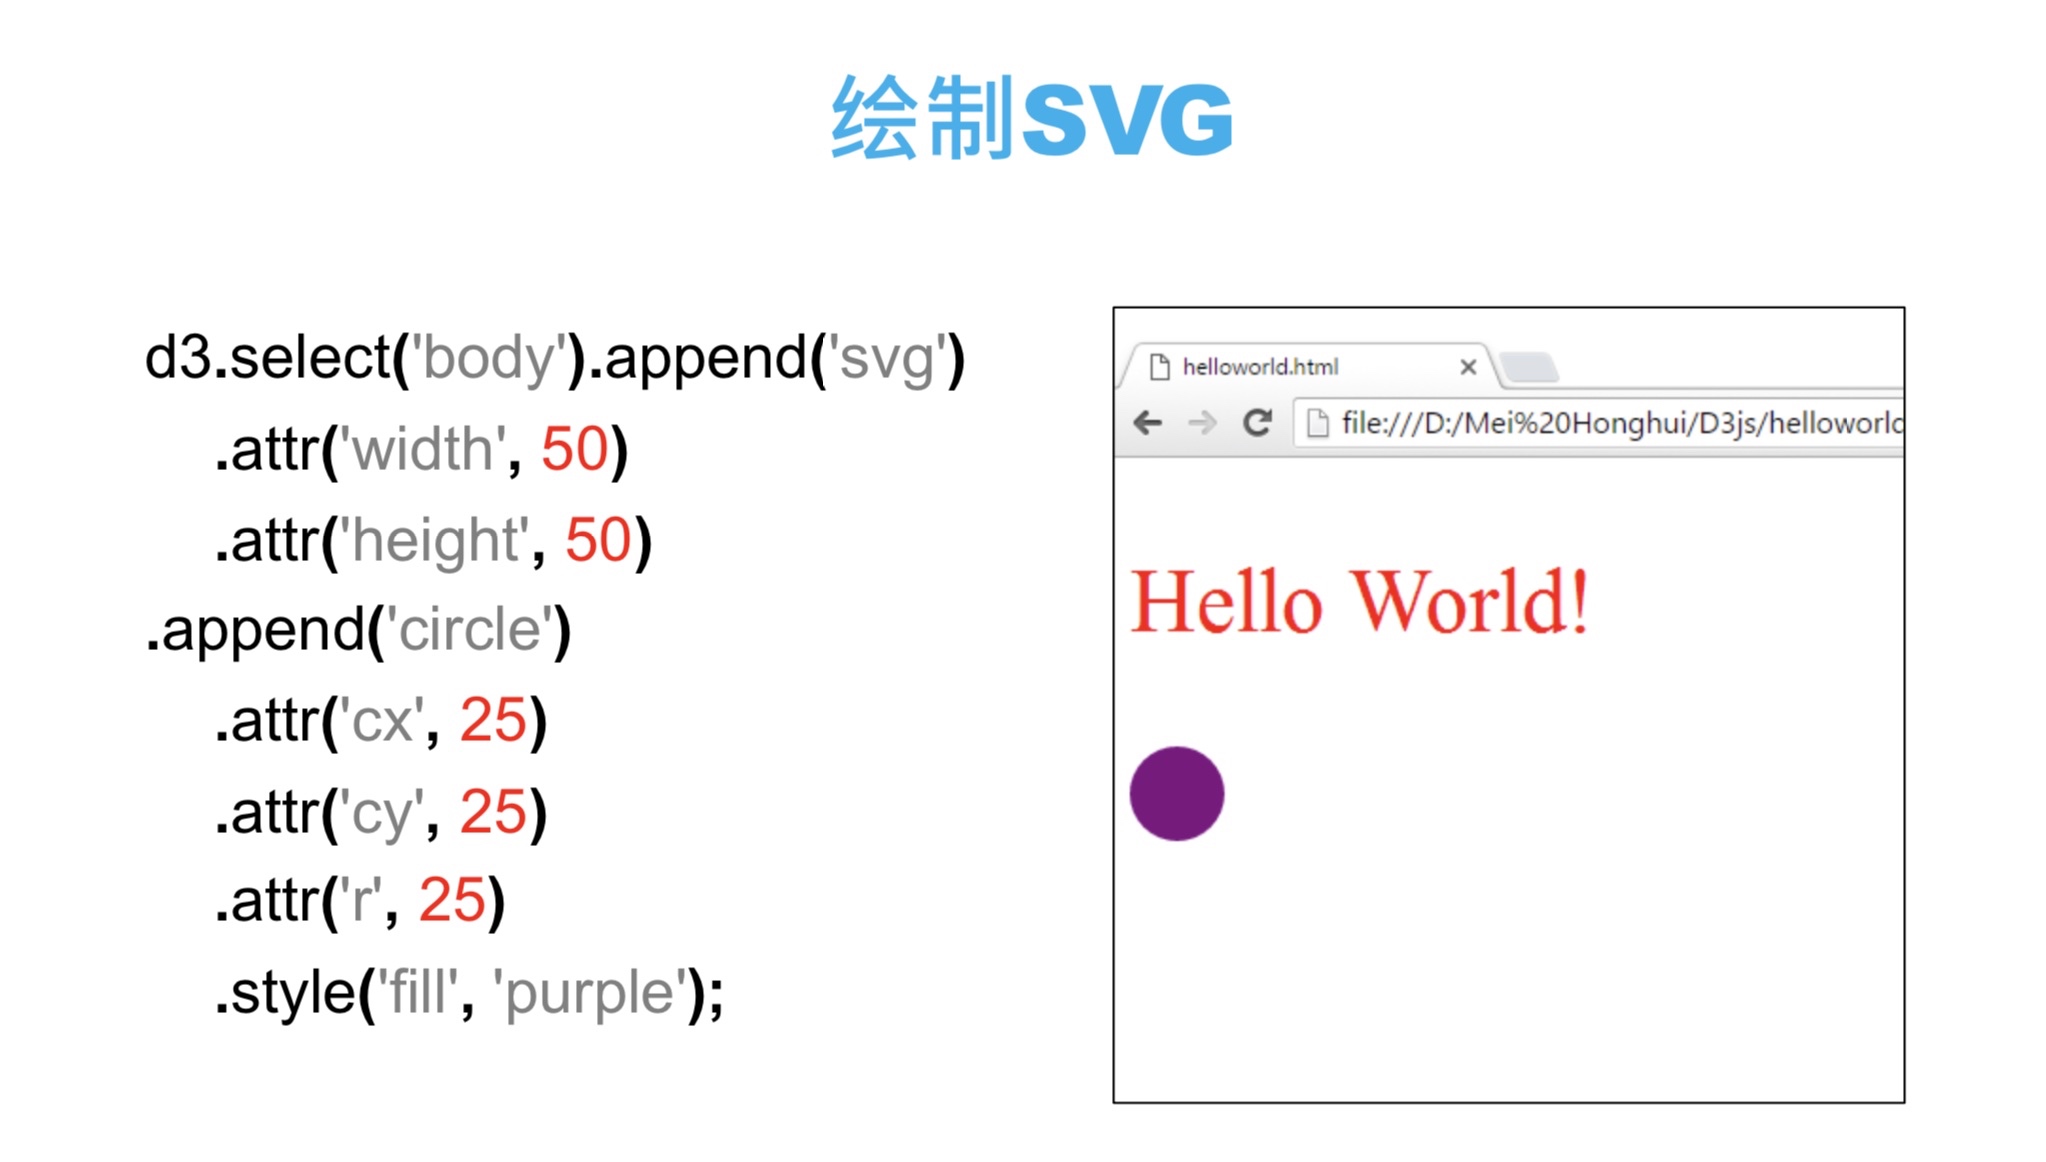 绘制SVG
d3.select('body').append('svg')
.attr('width', 50)
.attr('height', 50)
.append('circle')
.attr('cx', 25)
.attr('cy', 25)
.attr('r', 25)
.style('fill', 'purple');
helloworld.html
file:///D:/Mei%20Honghui/D3js/helloworld
Hello World!